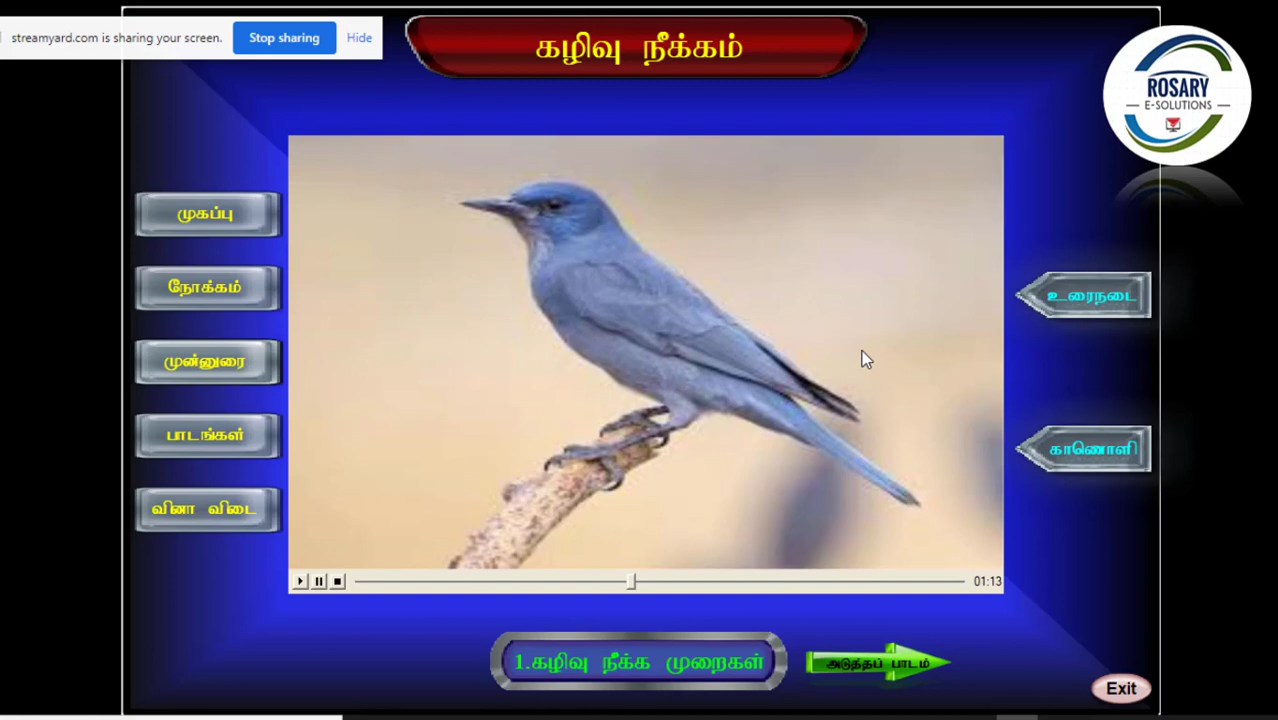 streamyard.com is sharing your screen.
Stop sharing
Hide
கழிவு நீக்கம்
ROSARY
E-SOLUTIONS
முகப்பு
நோக்கம்
முன்னுரை
பாடங்கள்
வினா விடை
உரைநடை
காணொளி
01:13
1.கழிவு நீக்க முறைகள்
அடுத்தப் பாடம்
Exit